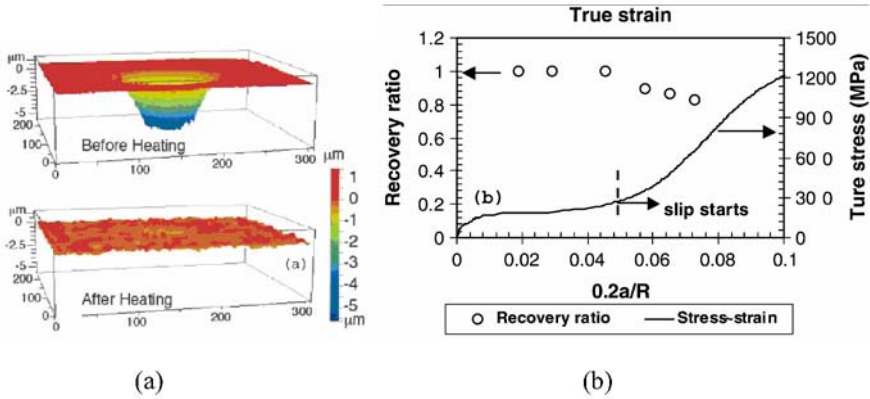 μm
0
-2.5
-5
200
100
0
Before Heating
0
100
200
300
μm
0
-2.5
-5
200
100
0
After Heating
(a)
0
100
200
300
μm
1
0
-1
-2
-3
-4
-5
μm
(a)
(b)
True strain
1.2
1
0.8
0.6
0.4
0.2
0
Recovery ratio
1500
1200
90 0
60 0
30 0
0
Ture stress (MPa)
(b)
slip starts
0
0.02
0.04
0.06
0.08
0.1
0.2a/R
Recovery ratio
Stress-strain
(b)